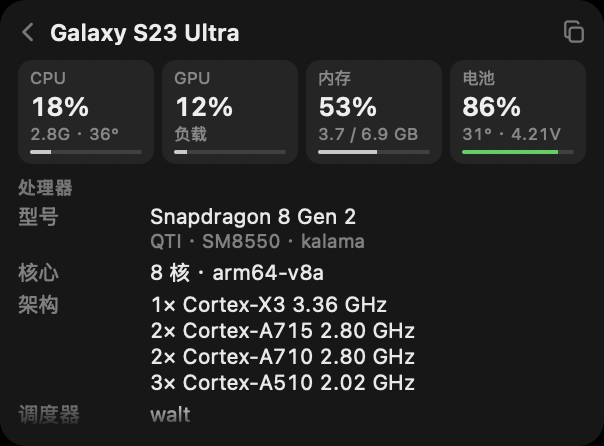 Galaxy S23 Ultra
CPU
18%
2.8G · 36°
GPU
12%
负载
内存
53%
3.7 / 6.9 GB
电池
86%
31° · 4.21V
处理器
型号 Snapdragon 8 Gen 2
QTI · SM8550 · kalama
核心 8 核 · arm64-v8a
架构 1× Cortex-X3 3.36 GHz
2× Cortex-A715 2.80 GHz
2× Cortex-A710 2.80 GHz
3× Cortex-A510 2.02 GHz
调度器 walt